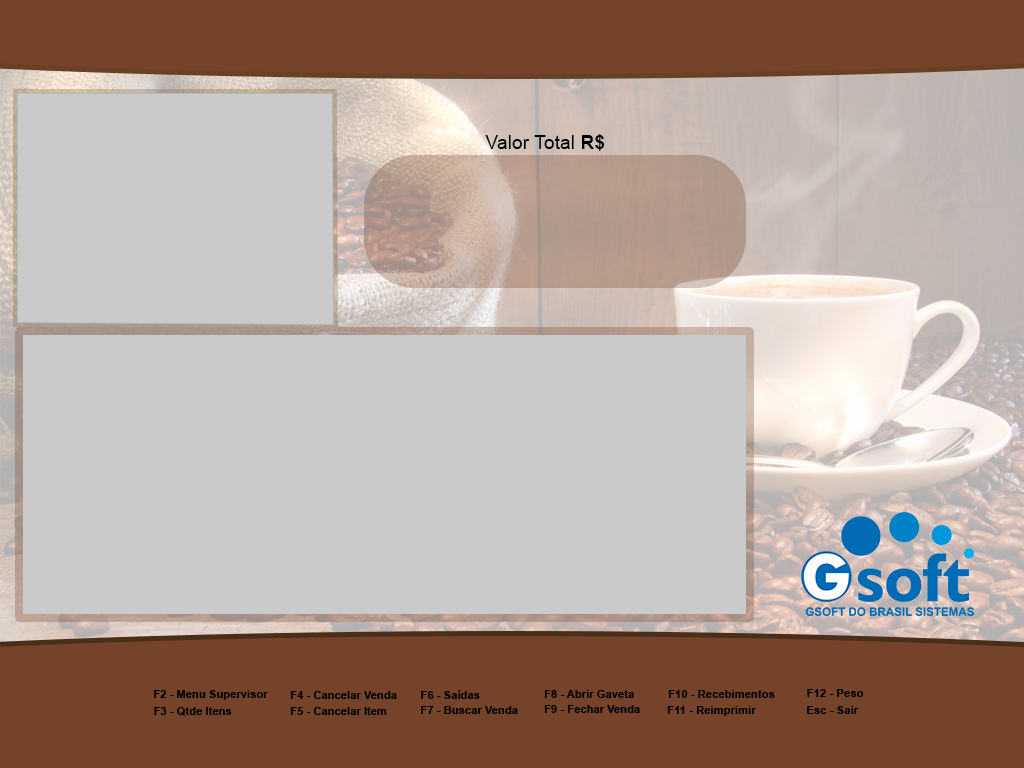 Valor Total R$
Gsoft
GSOFT DO BRASIL SISTEMAS
F2 - Menu Supervisor F4 - Cancelar Venda F6 - Saídas F8 - Abrir Gaveta F10 - Recebimentos F12 - Peso
F3 - Qtde Itens F5 - Cancelar Item F7 - Buscar Venda F9 - Fechar Venda F11 - Reimprimir Esc - Sair